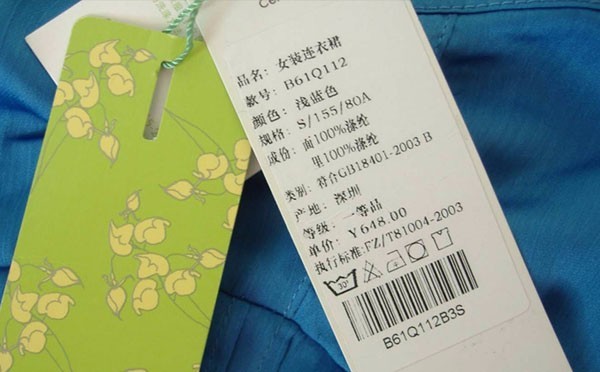 品名：女装连衣裙
款号：B61Q112
颜色：浅蓝色
规格：S/155/80A
成份：面100%涤纶
里100%涤纶
类别：符合GB18401-2003 B
产地：深圳
等级：一等品
单价：￥648.00
执行标准:FZ/T81004-2003
30°
B61Q112B3S